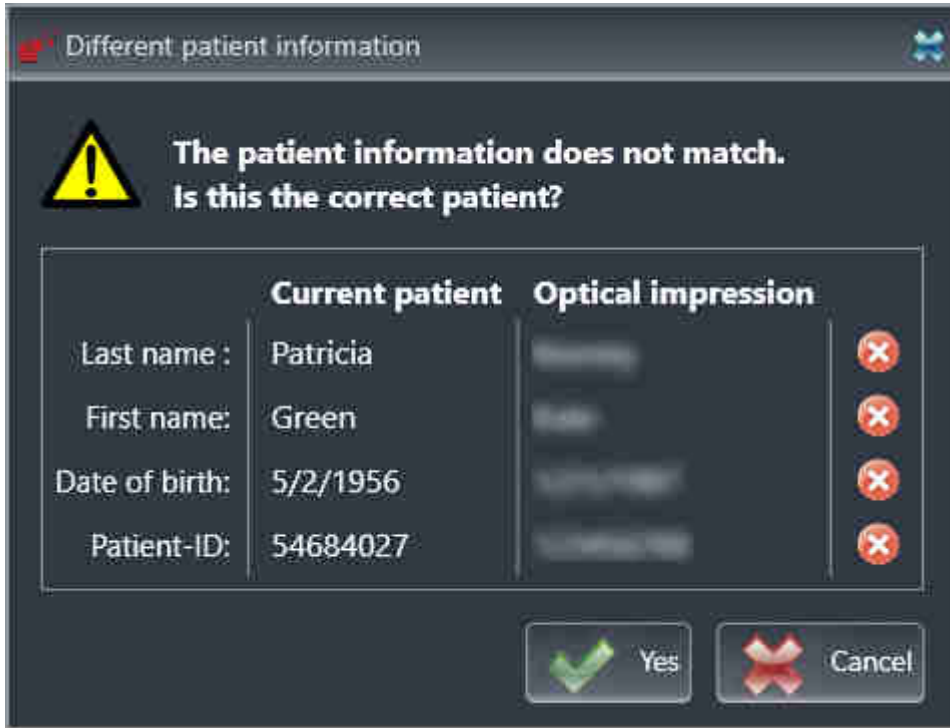 Different patient information
The patient information does not match.
Is this the correct patient?
Current patient Optical impression
Last name : Patricia
First name: Green
Date of birth: 5/2/1956
Patient-ID: 54684027
Yes Cancel